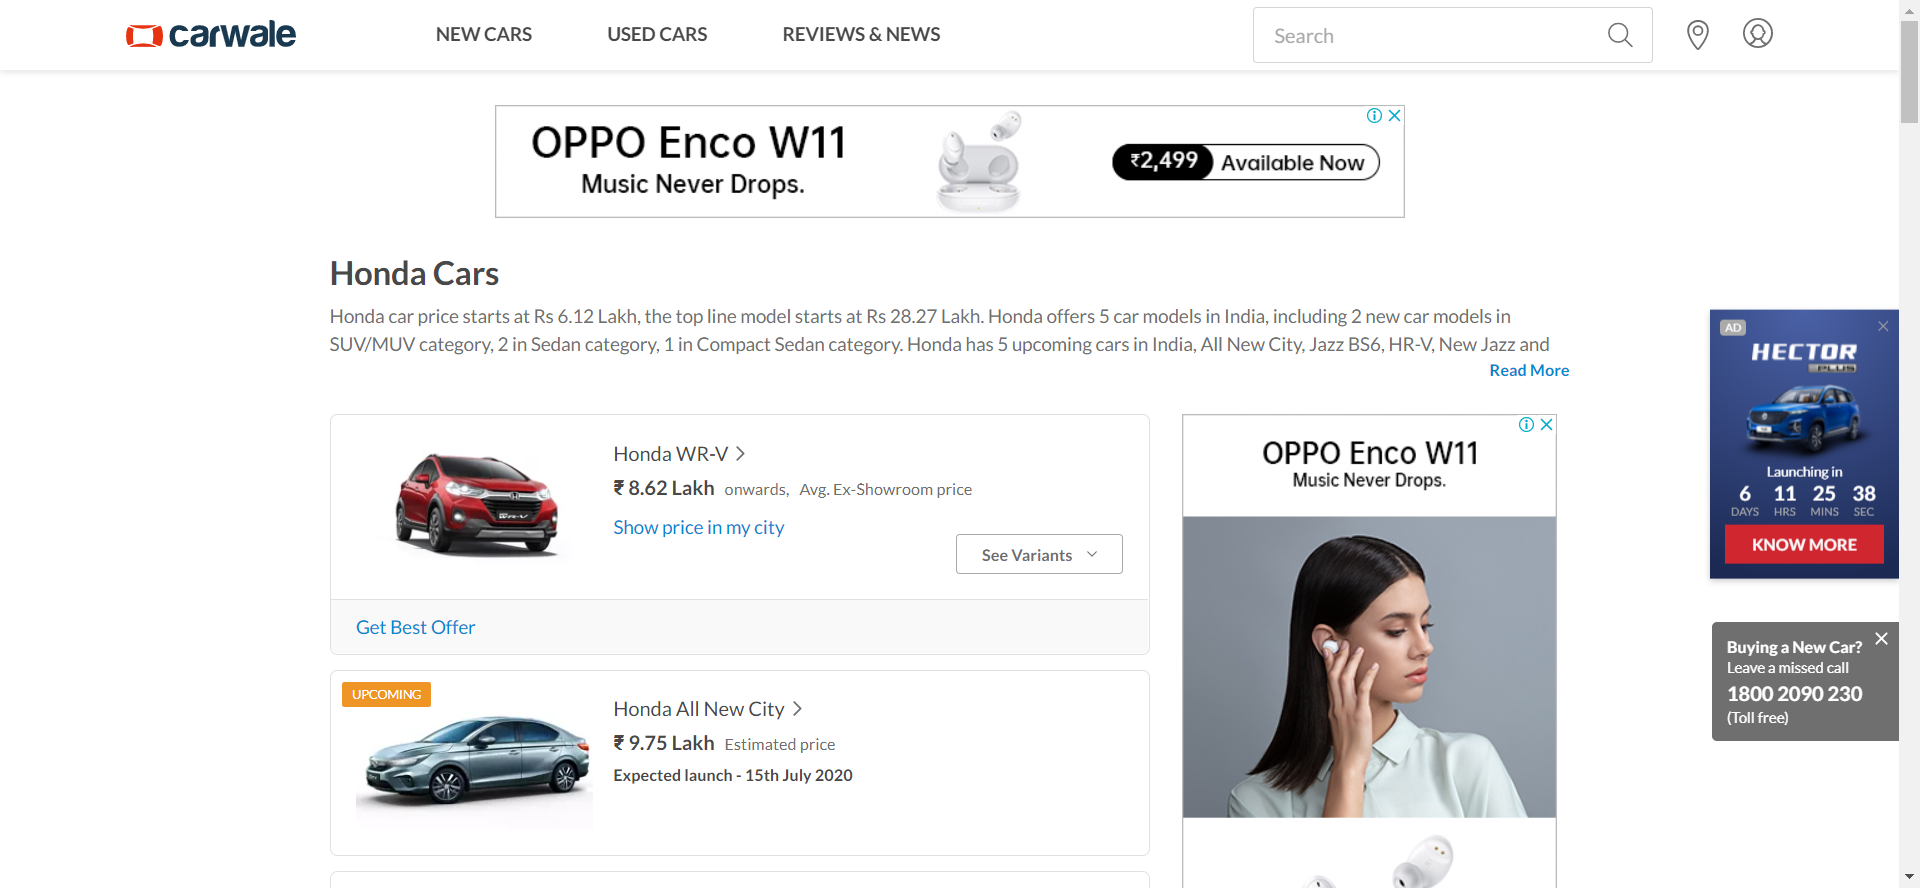 carwale
NEW CARS
USED CARS
REVIEWS & NEWS
Search
OPPO Enco W11
Music Never Drops.
₹2,499 Available Now
Honda Cars
Honda car price starts at Rs 6.12 Lakh, the top line model starts at Rs 28.27 Lakh. Honda offers 5 car models in India, including 2 new car models in
SUV/MUV category, 2 in Sedan category, 1 in Compact Sedan category. Honda has 5 upcoming cars in India, All New City, Jazz BS6, HR-V, New Jazz and
Read More
Honda WR-V
₹ 8.62 Lakh onwards, Avg. Ex-Showroom price
Show price in my city
See Variants
Get Best Offer
WR-V
UPCOMING
Honda All New City
₹ 9.75 Lakh Estimated price
Expected launch - 15th July 2020
OPPO Enco W11
Music Never Drops.
AD
HECTOR
PLUS
Launching in
6 11 25 38
DAYS HRS MINS SEC
KNOW MORE
Buying a New Car?
Leave a missed call
1800 2090 230
(Toll free)